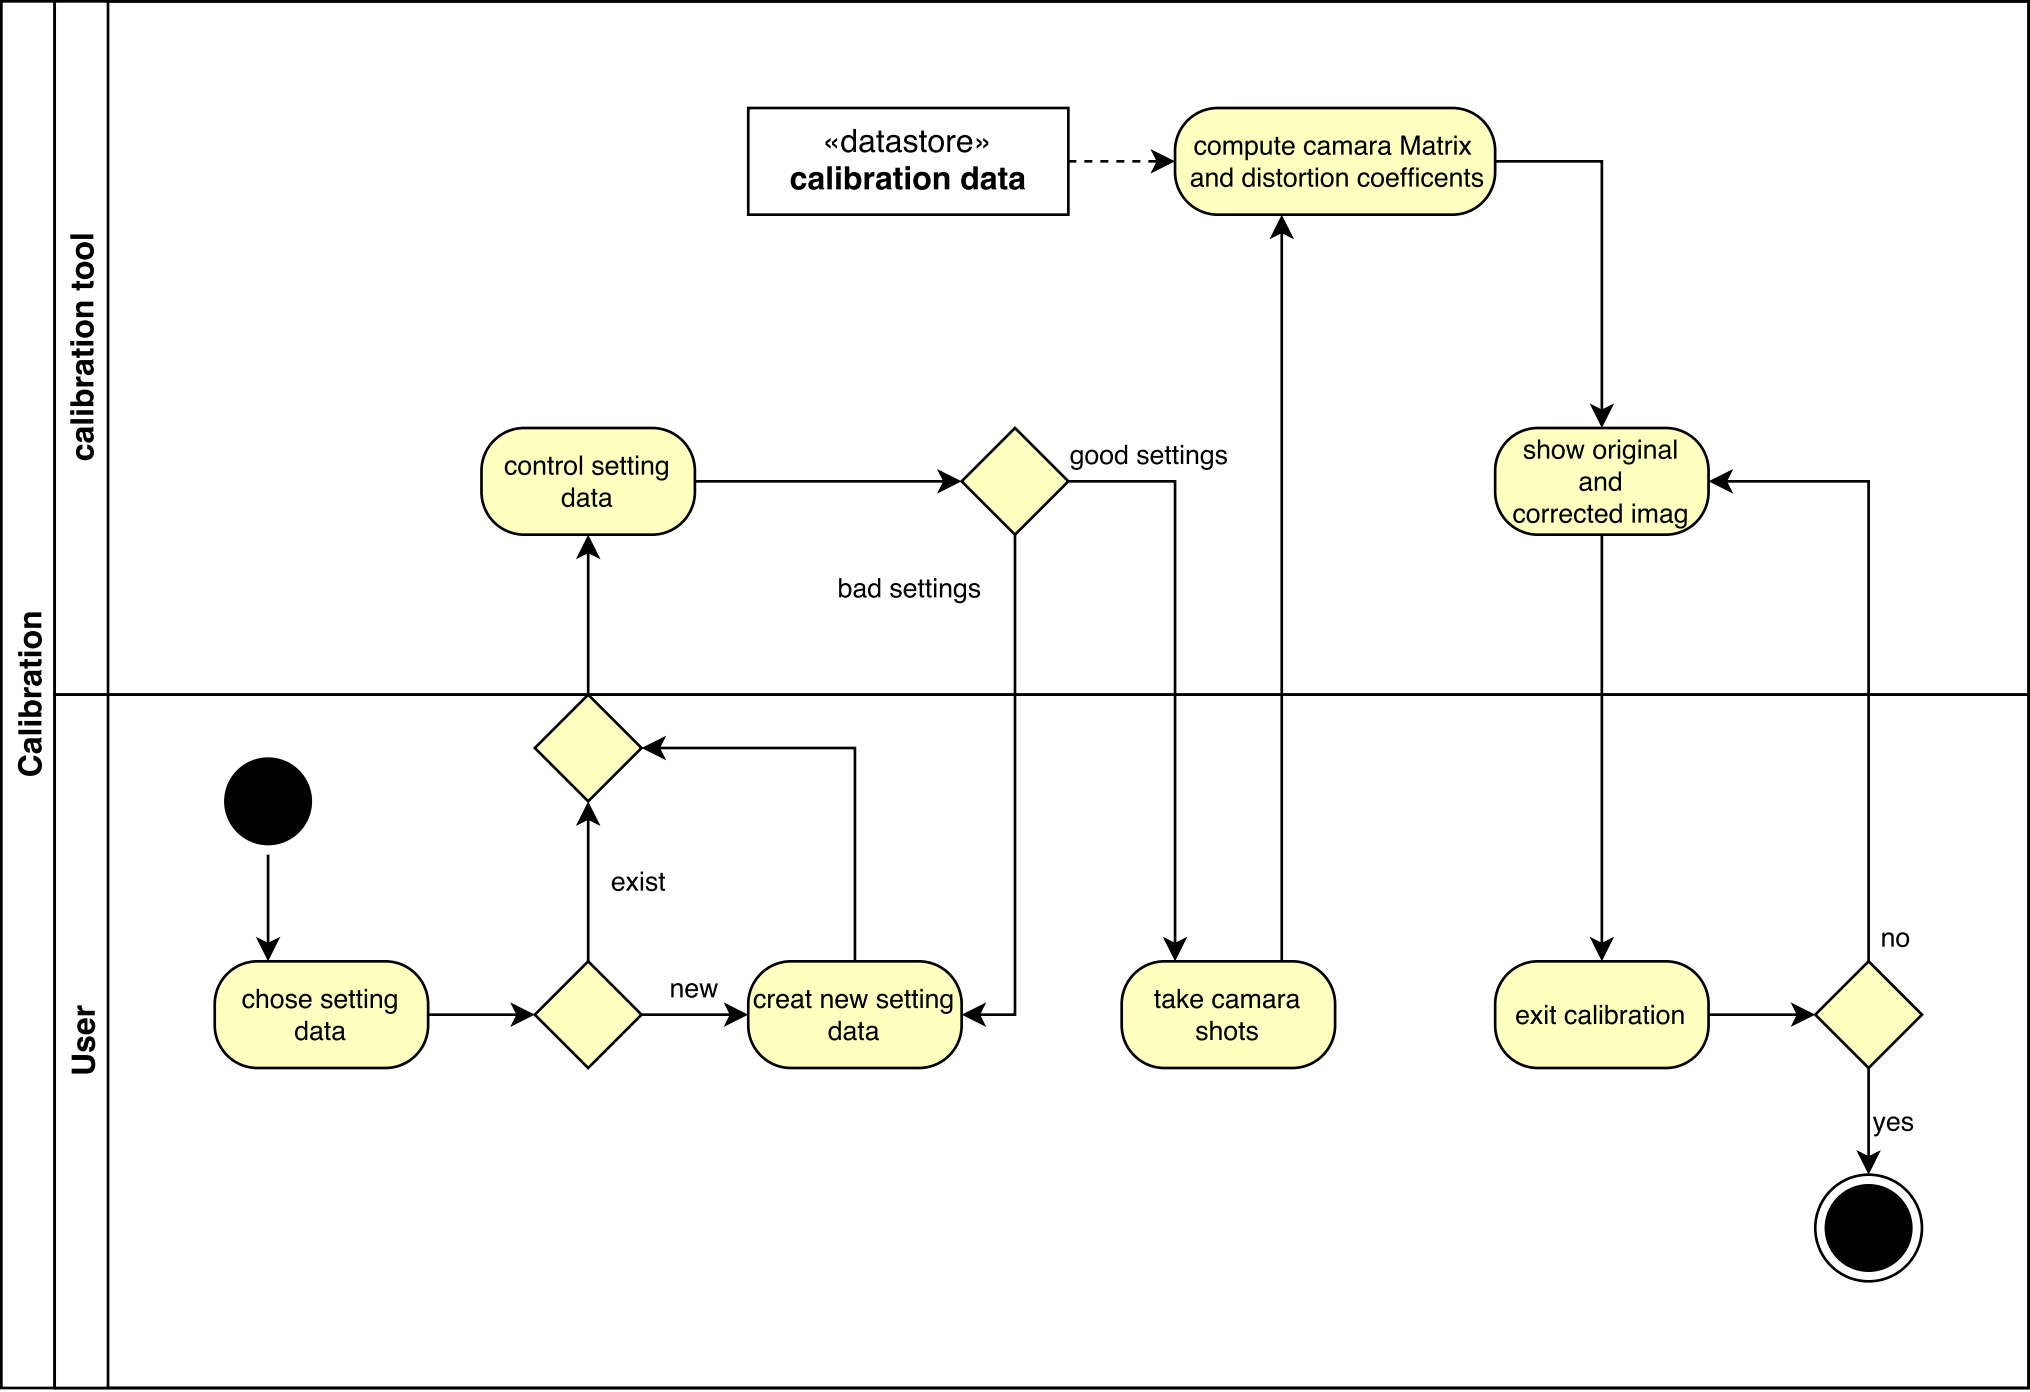 Calibration
calibration tool
«datastore»
calibration data
compute camara Matrix
and distortion coefficents
control setting
data
good settings
bad settings
show original
and
corrected imag
User
exist
chose setting
data
new
creat new setting
data
take camara
shots
exit calibration
no
yes